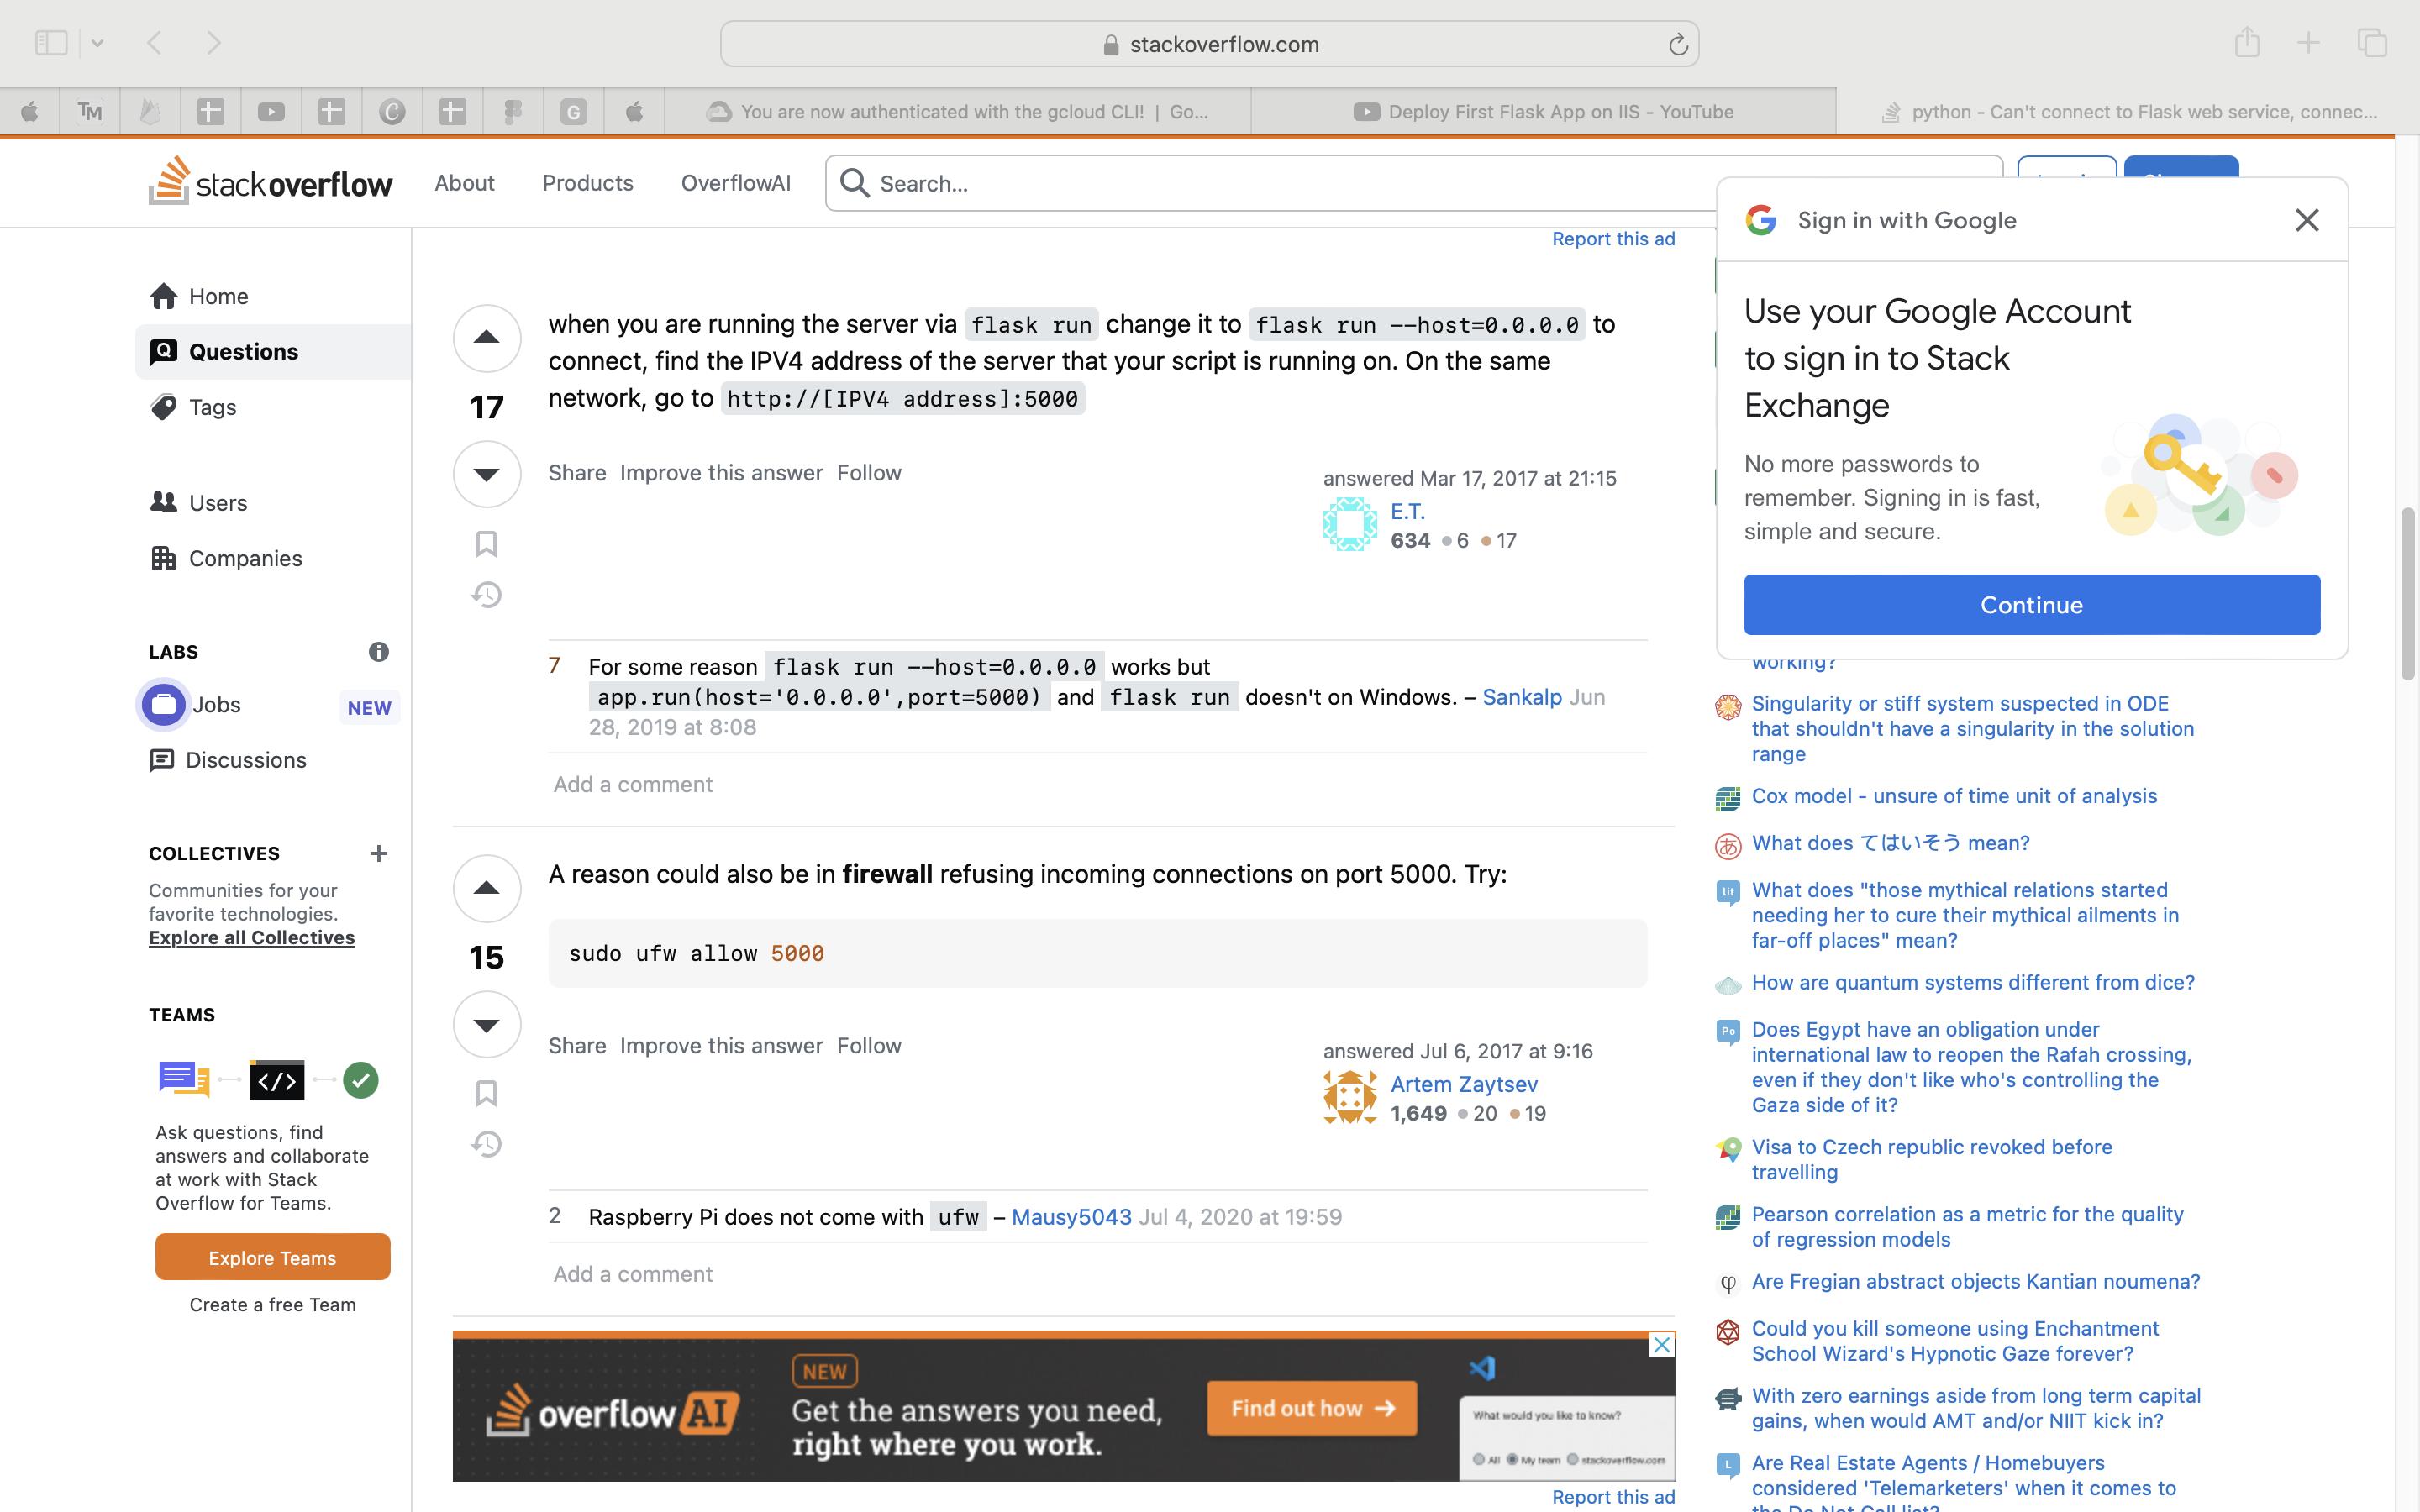 stackoverflow.com
TM
C
G
You are now authenticated with the gcloud CLI! | Go...
Deploy First Flask App on IIS - YouTube
python - Can't connect to Flask web service, connec...
stack overflow
About
Products
OverflowAI
Search...
Report this ad
Home
Questions
Tags
Users
Companies
LABS
Jobs
NEW
Discussions
COLLECTIVES
Communities for your
favorite technologies.
Explore all Collectives
TEAMS
Ask questions, find
answers and collaborate
at work with Stack
Overflow for Teams.
Explore Teams
Create a free Team
when you are running the server via flask run change it to flask run --host=0.0.0.0 to
connect, find the IPV4 address of the server that your script is running on. On the same
network, go to http://[IPV4 address]:5000
17
Share Improve this answer Follow
answered Mar 17, 2017 at 21:15
E.T.
634 6 17
7 For some reason flask run --host=0.0.0.0 works but
app.run(host='0.0.0.0',port=5000) and flask run doesn't on Windows. – Sankalp Jun
28, 2019 at 8:08
Add a comment
A reason could also be in firewall refusing incoming connections on port 5000. Try:
15
sudo ufw allow 5000
Share Improve this answer Follow
answered Jul 6, 2017 at 9:16
Artem Zaytsev
1,649 20 19
2 Raspberry Pi does not come with ufw – Mausy5043 Jul 4, 2020 at 19:59
Add a comment
overflow AI
NEW
Get the answers you need,
right where you work.
Find out how →
What would you like to know?
All My team stackoverflow.com
Report this ad
Sign in with Google
Use your Google Account
to sign in to Stack
Exchange
No more passwords to
remember. Signing in is fast,
simple and secure.
Continue
working?
Singularity or stiff system suspected in ODE
that shouldn't have a singularity in the solution
range
Cox model - unsure of time unit of analysis
あ
What does てはいそう mean?
lit
What does "those mythical relations started
needing her to cure their mythical ailments in
far-off places" mean?
How are quantum systems different from dice?
Po
Does Egypt have an obligation under
international law to reopen the Rafah crossing,
even if they don't like who's controlling the
Gaza side of it?
Visa to Czech republic revoked before
travelling
Pearson correlation as a metric for the quality
of regression models
φ
Are Fregian abstract objects Kantian noumena?
Could you kill someone using Enchantment
School Wizard's Hypnotic Gaze forever?
With zero earnings aside from long term capital
gains, when would AMT and/or NIIT kick in?
L
Are Real Estate Agents / Homebuyers
considered 'Telemarketers' when it comes to
the Do Not Call list?